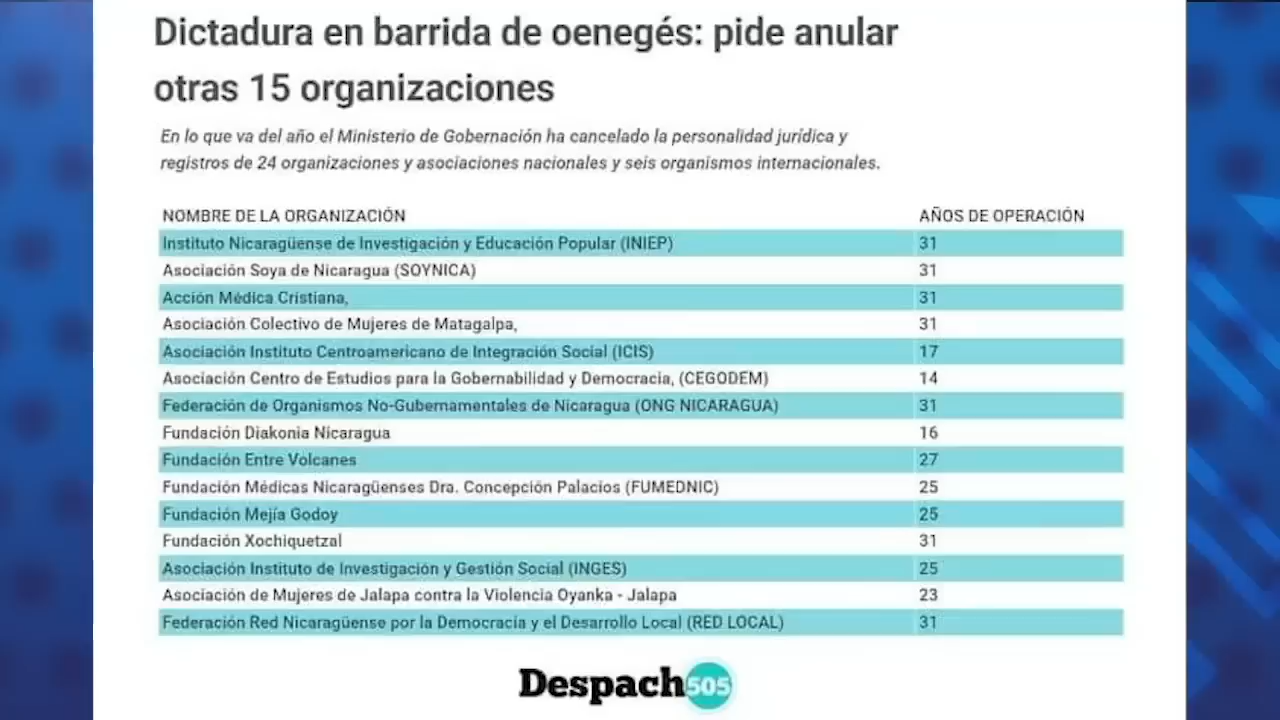 Dictadura en barrida de oenegés: pide anular
otras 15 organizaciones
En lo que va del año el Ministerio de Gobernación ha cancelado la personalidad jurídica y
registros de 24 organizaciones y asociaciones nacionales y seis organismos internacionales.
NOMBRE DE LA ORGANIZACIÓN AÑOS DE OPERACIÓN
Instituto Nicaragüense de Investigación y Educación Popular (INIEP) 31
Asociación Soya de Nicaragua (SOYNICA) 31
Acción Médica Cristiana, 31
Asociación Colectivo de Mujeres de Matagalpa, 31
Asociación Instituto Centroamericano de Integración Social (ICIS) 17
Asociación Centro de Estudios para la Gobernabilidad y Democracia, (CEGODEM) 14
Federación de Organismos No-Gubernamentales de Nicaragua (ONG NICARAGUA) 31
Fundación Diakonia Nicaragua 16
Fundación Entre Volcanes 27
Fundación Médicas Nicaragüenses Dra. Concepción Palacios (FUMEDNIC) 25
Fundación Mejía Godoy 25
Fundación Xochiquetzal 31
Asociación Instituto de Investigación y Gestión Social (INGES) 25
Asociación de Mujeres de Jalapa contra la Violencia Oyanka - Jalapa 23
Federación Red Nicaragüense por la Democracia y el Desarrollo Local (RED LOCAL) 31
Despach505